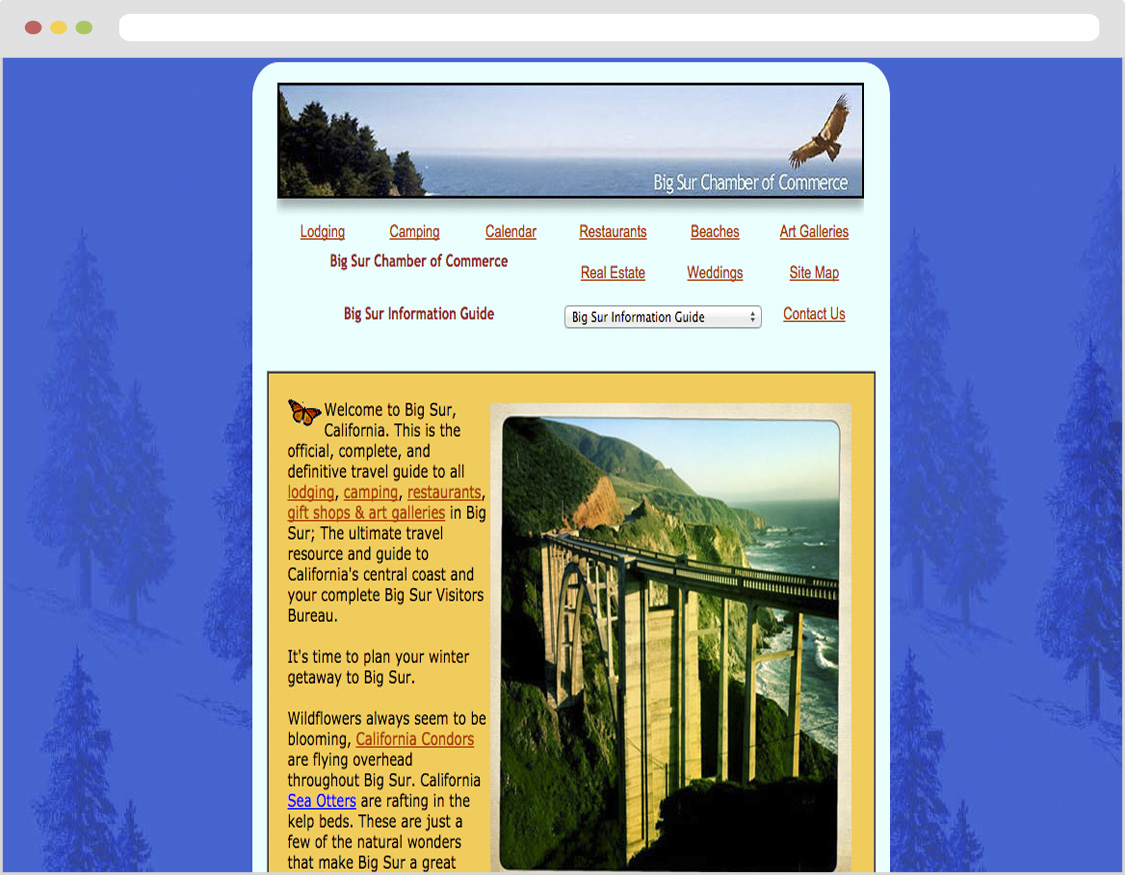 Big Sur Chamber of Commerce
Lodging Camping Calendar Restaurants Beaches Art Galleries
Big Sur Chamber of Commerce
Real Estate Weddings Site Map
Big Sur Information Guide Big Sur Information Guide Contact Us
Welcome to Big Sur,
California. This is the
official, complete, and
definitive travel guide to all
lodging, camping, restaurants,
gift shops & art galleries in Big
Sur; The ultimate travel
resource and guide to
California's central coast and
your complete Big Sur Visitors
Bureau.
It's time to plan your winter
getaway to Big Sur.
Wildflowers always seem to be
blooming, California Condors
are flying overhead
throughout Big Sur. California
Sea Otters are rafting in the
kelp beds. These are just a
few of the natural wonders
that make Big Sur a great